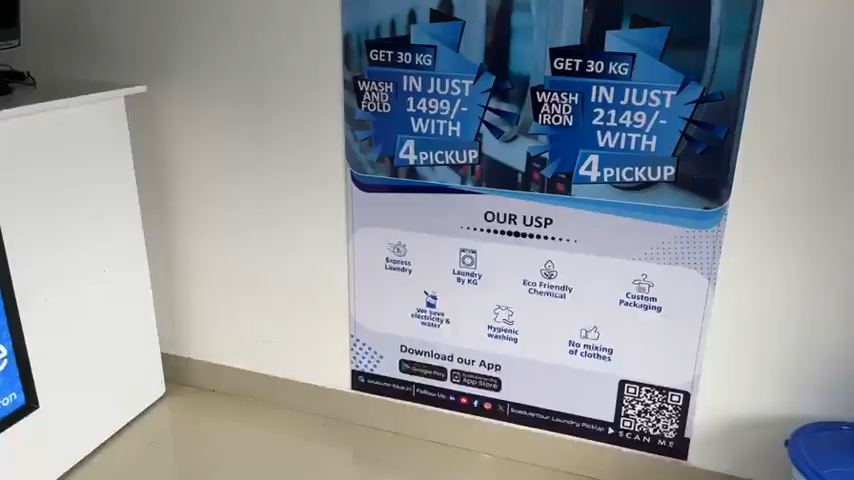 GET 30 KG
WASH
AND
FOLD
IN JUST
1499/-
WITH
4 PICKUP
GET 30 KG
WASH
AND
IRON
IN JUST
2149/-
WITH
4 PICKUP
OUR USP
Express
Laundry
Laundry
By KG
Eco Friendly
Chemical
Custom
Packaging
We save
electricity &
water
Hygienic
washing
No mixing
of clothes
Download our App
Google Play
App Store
Follow Us
Schedule Your Laundry Pickup
SCAN ME
on